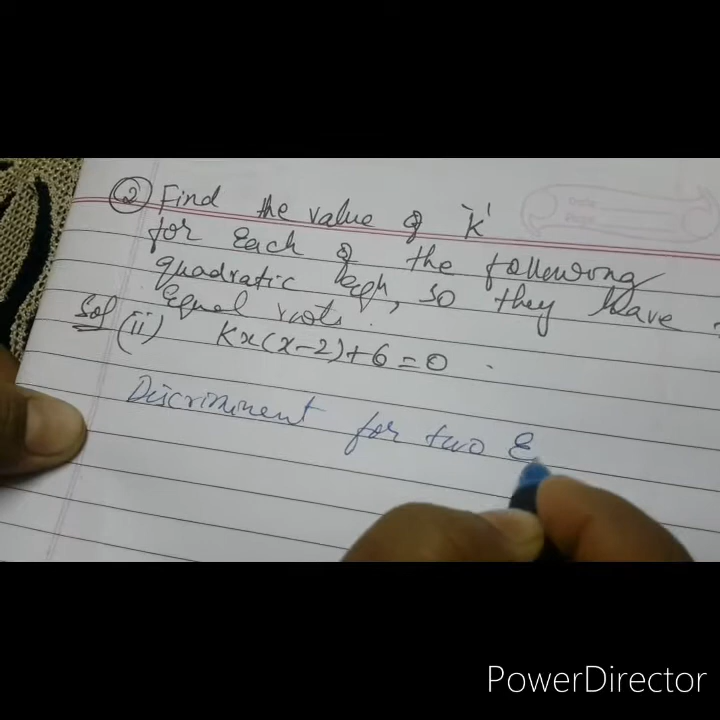 ② Find the value of 'k'
for Each of the following
quadratic eqn, so they have
Equal roots.
Sol (ii) Kx(x-2)+6=0.
Discriminent for two E
PowerDirector